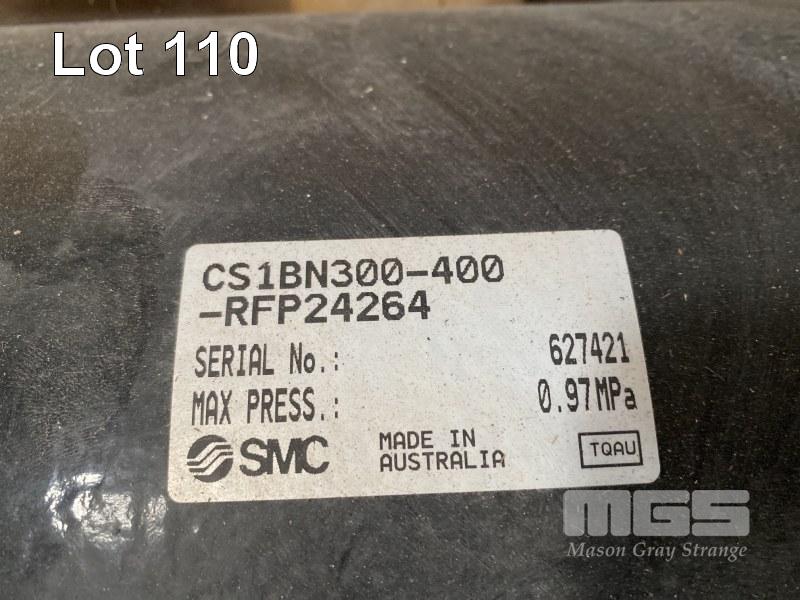 Lot 110
CS1BN300-400
-RFP24264
SERIAL No.: 627421
MAX PRESS.: 0.97MPa
SMC MADE IN
AUSTRALIA
TQAU
MGS
Mason Gray Strange